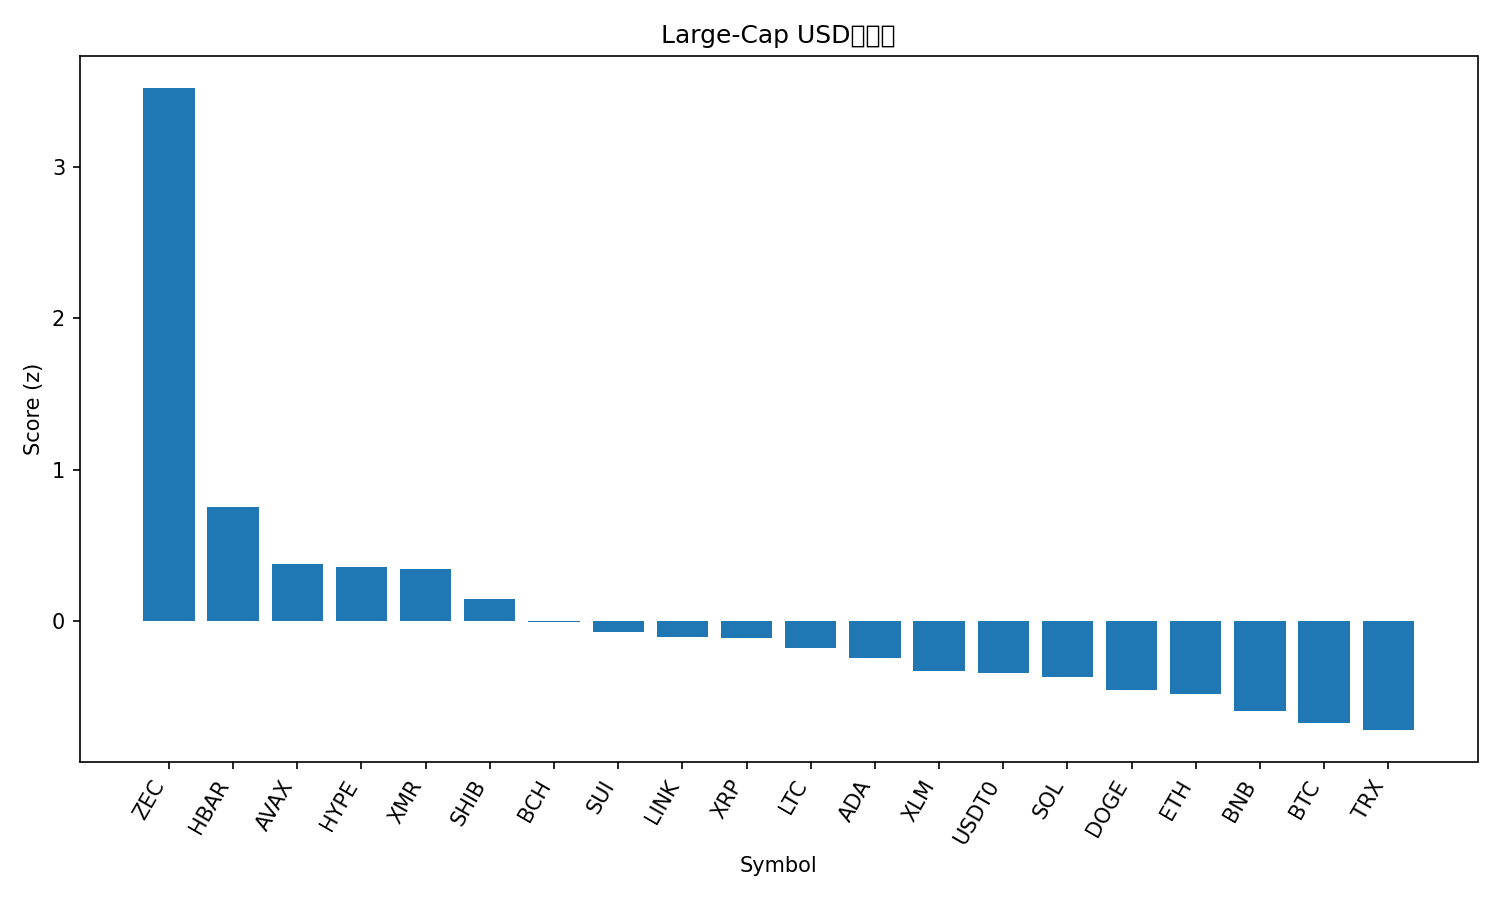 Large-Cap USD
3
2
1
0
Score (z)
ZEC
HBAR
AVAX
HYPE
XMR
SHIB
BCH
SUI
LINK
XRP
LTC
ADA
XLM
USDT0
SOL
DOGE
ETH
BNB
BTC
TRX
Symbol